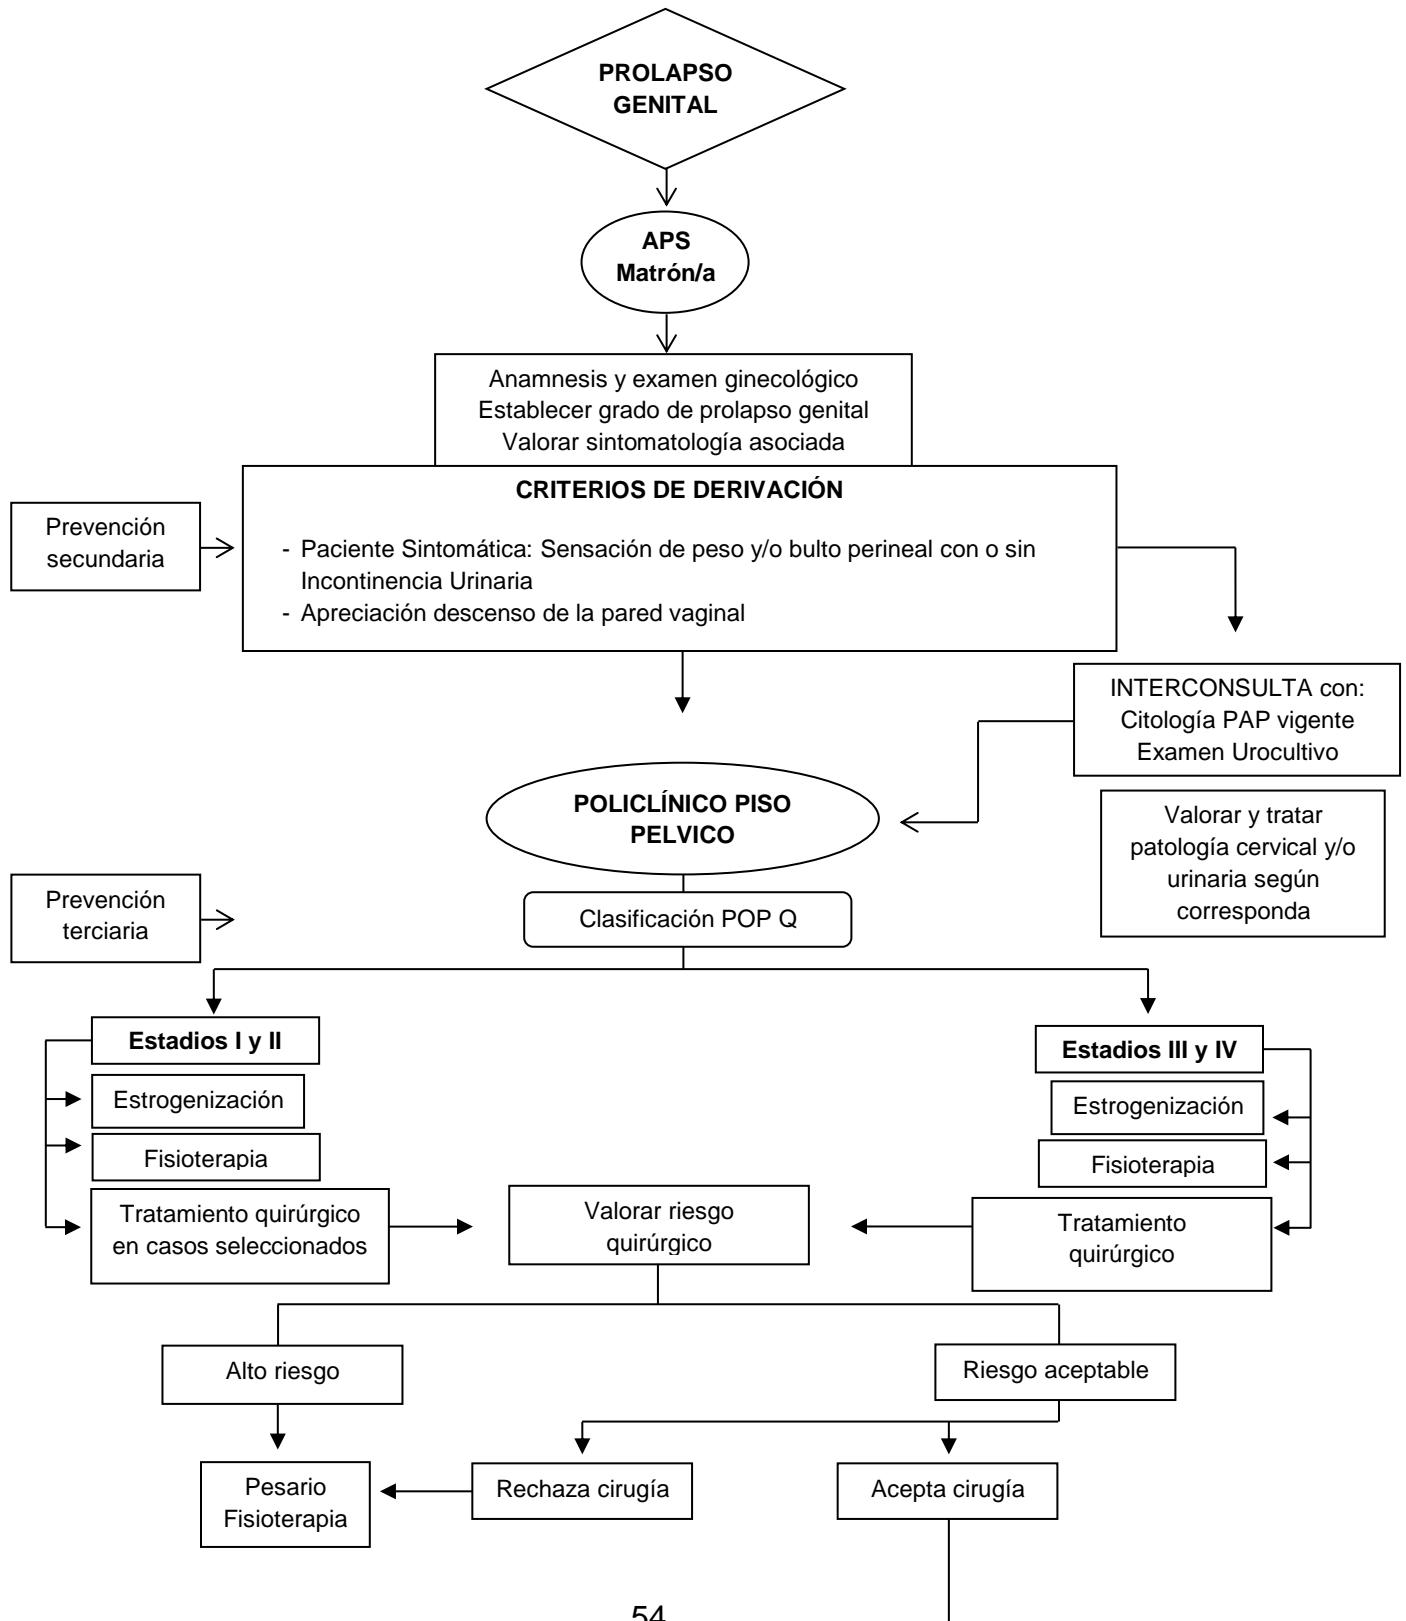 PROLAPSO
GENITAL
APS
Matrón/a
Anamnesis y examen ginecológico
Establecer grado de prolapso genital
Valorar sintomatología asociada
CRITERIOS DE DERIVACIÓN
Prevención
secundaria
- Paciente Sintomática: Sensación de peso y/o bulto perineal con o sin
Incontinencia Urinaria
- Apreciación descenso de la pared vaginal
INTERCONSULTA con:
Citología PAP vigente
Examen Urocultivo
POLICLÍNICO PISO
PELVICO
Valorar y tratar
patología cervical y/o
urinaria según
corresponda
Prevención
terciaria
Clasificación POP Q
Estadios I y II
Estrogenización
Fisioterapia
Tratamiento quirúrgico
en casos seleccionados
Estadios III y IV
Estrogenización
Fisioterapia
Tratamiento
quirúrgico
Valorar riesgo
quirúrgico
Alto riesgo
Riesgo aceptable
Pesario
Fisioterapia
Rechaza cirugía
Acepta cirugía
54